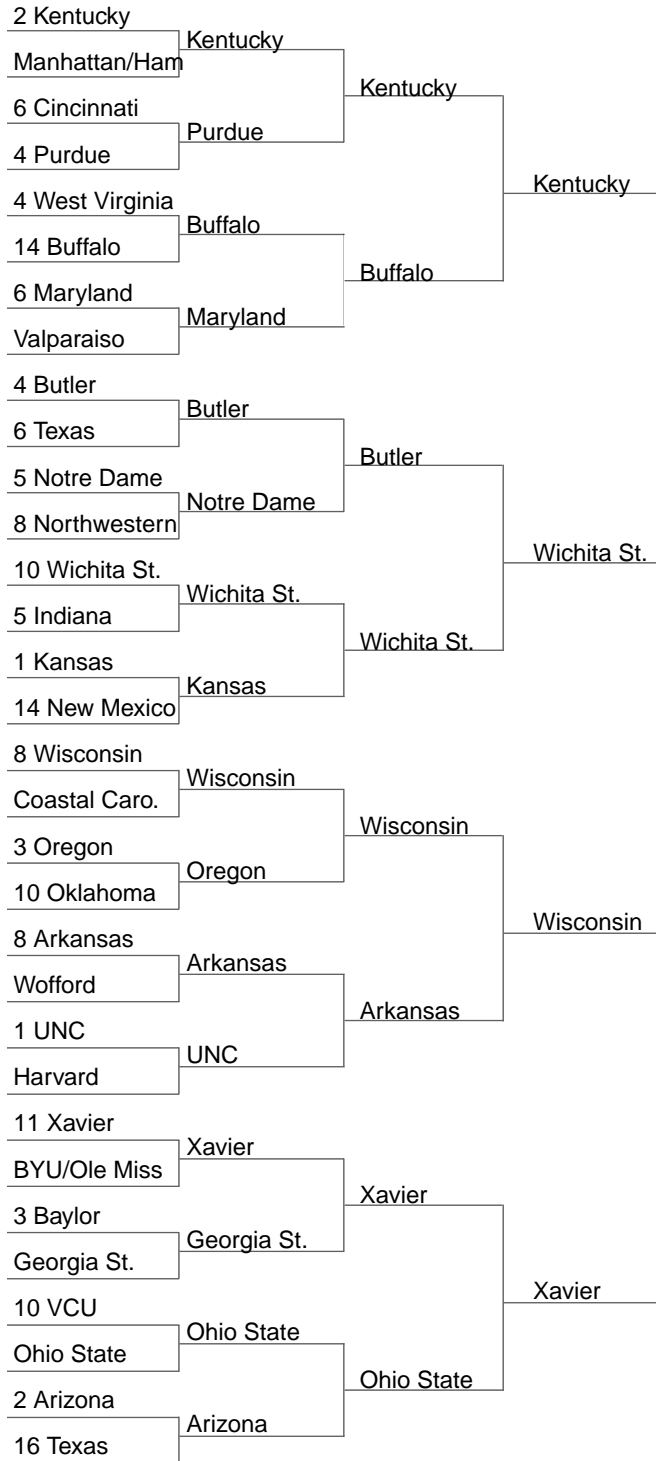 2 Kentucky
Manhattan/Ham
6 Cincinnati
4 Purdue
4 West Virginia
14 Buffalo
6 Maryland
Valparaiso
4 Butler
6 Texas
5 Notre Dame
8 Northwestern
10 Wichita St.
5 Indiana
1 Kansas
14 New Mexico
8 Wisconsin
Coastal Caro.
3 Oregon
10 Oklahoma
8 Arkansas
Wofford
1 UNC
Harvard
11 Xavier
BYU/Ole Miss
3 Baylor
Georgia St.
10 VCU
Ohio State
2 Arizona
16 Texas
Kentucky
Purdue
Buffalo
Maryland
Butler
Notre Dame
Wichita St.
Kansas
Wisconsin
Oregon
Arkansas
UNC
Xavier
Georgia St.
Ohio State
Arizona
Kentucky
Buffalo
Butler
Wichita St.
Wisconsin
Arkansas
Xavier
Ohio State
Kentucky
Wichita St.
Wisconsin
Xavier